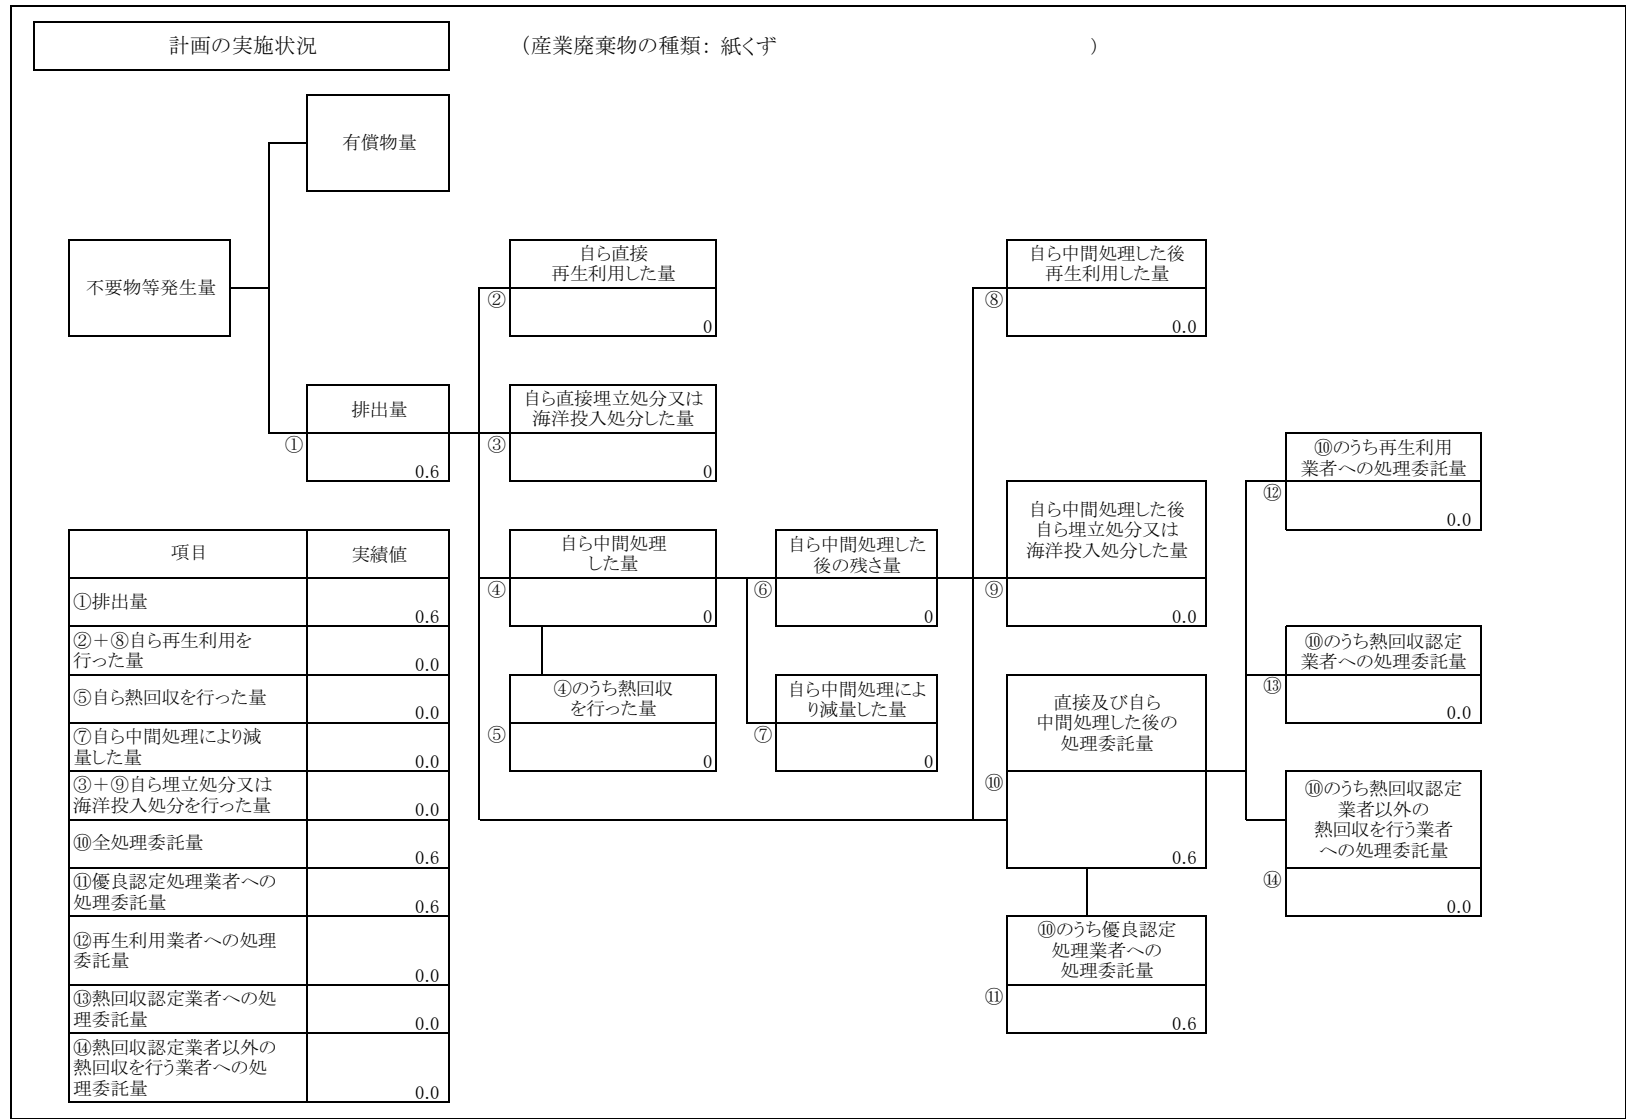 計画の実施状況
（産業廃棄物の種類：紙くず　）
有償物量
不要物等発生量
自ら直接
再生利用した量
②
0
自ら中間処理した後
再生利用した量
⑧
0.0
排出量
①
0.6
自ら直接埋立処分又は
海洋投入処分した量
③
0
⑩のうち再生利用
業者への処理委託量
⑫
0.0
自ら中間処理
した量
④
0
自ら中間処理した
後の残さ量
⑥
0
自ら中間処理した後
自ら埋立処分又は
海洋投入処分した量
⑨
0.0
⑩のうち熱回収認定
業者への処理委託量
⑬
0.0
④のうち熱回収
を行った量
⑤
0
自ら中間処理によ
り減量した量
⑦
0
直接及び自ら
中間処理した後の
処理委託量
⑩
0.6
⑩のうち熱回収認定
業者以外の
熱回収を行う業者
への処理委託量
⑭
0.0
⑩のうち優良認定
処理業者への
処理委託量
⑪
0.6
項目 実績値
①排出量
0.6
②＋⑧自ら再生利用を
行った量
0.0
⑤自ら熱回収を行った量
0.0
⑦自ら中間処理により減
量した量
0.0
③＋⑨自ら埋立処分又は
海洋投入処分を行った量
0.0
⑩全処理委託量
0.6
⑪優良認定処理業者への
処理委託量
0.6
⑫再生利用業者への処理
委託量
0.0
⑬熱回収認定業者への処
理委託量
0.0
⑭熱回収認定業者以外の
熱回収を行う業者への処
理委託量
0.0